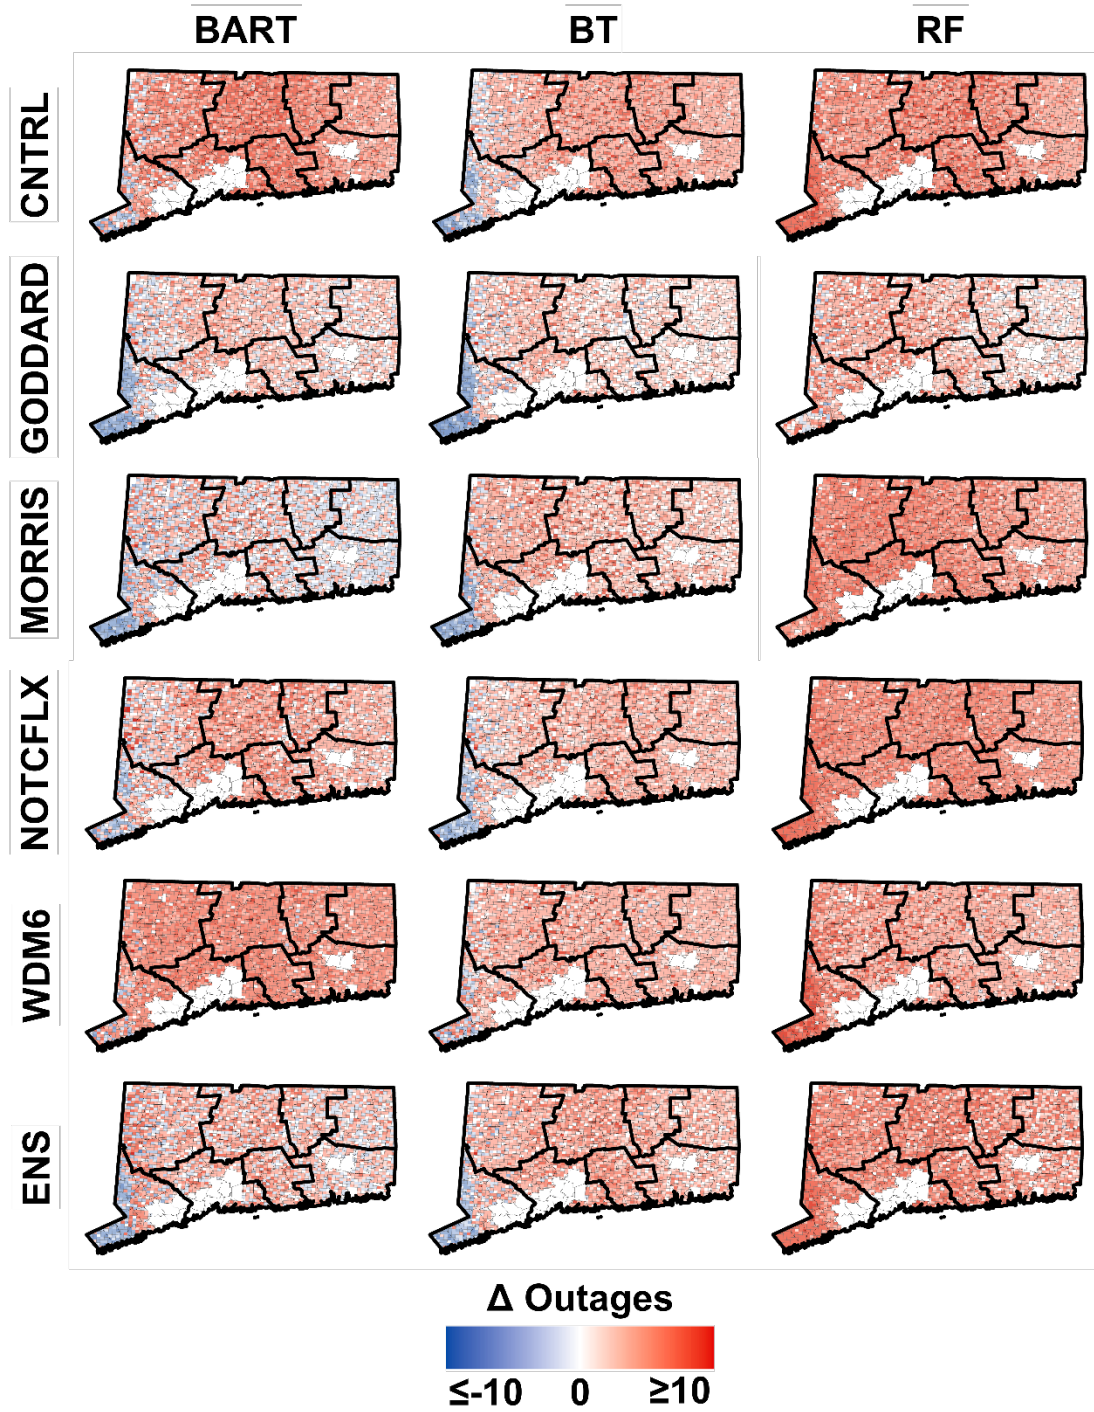 BART BT RF
CNTRL
GODDARD
MORRIS
NOTCFLX
WDM6
ENS
Δ Outages
≤-10 0 ≥10